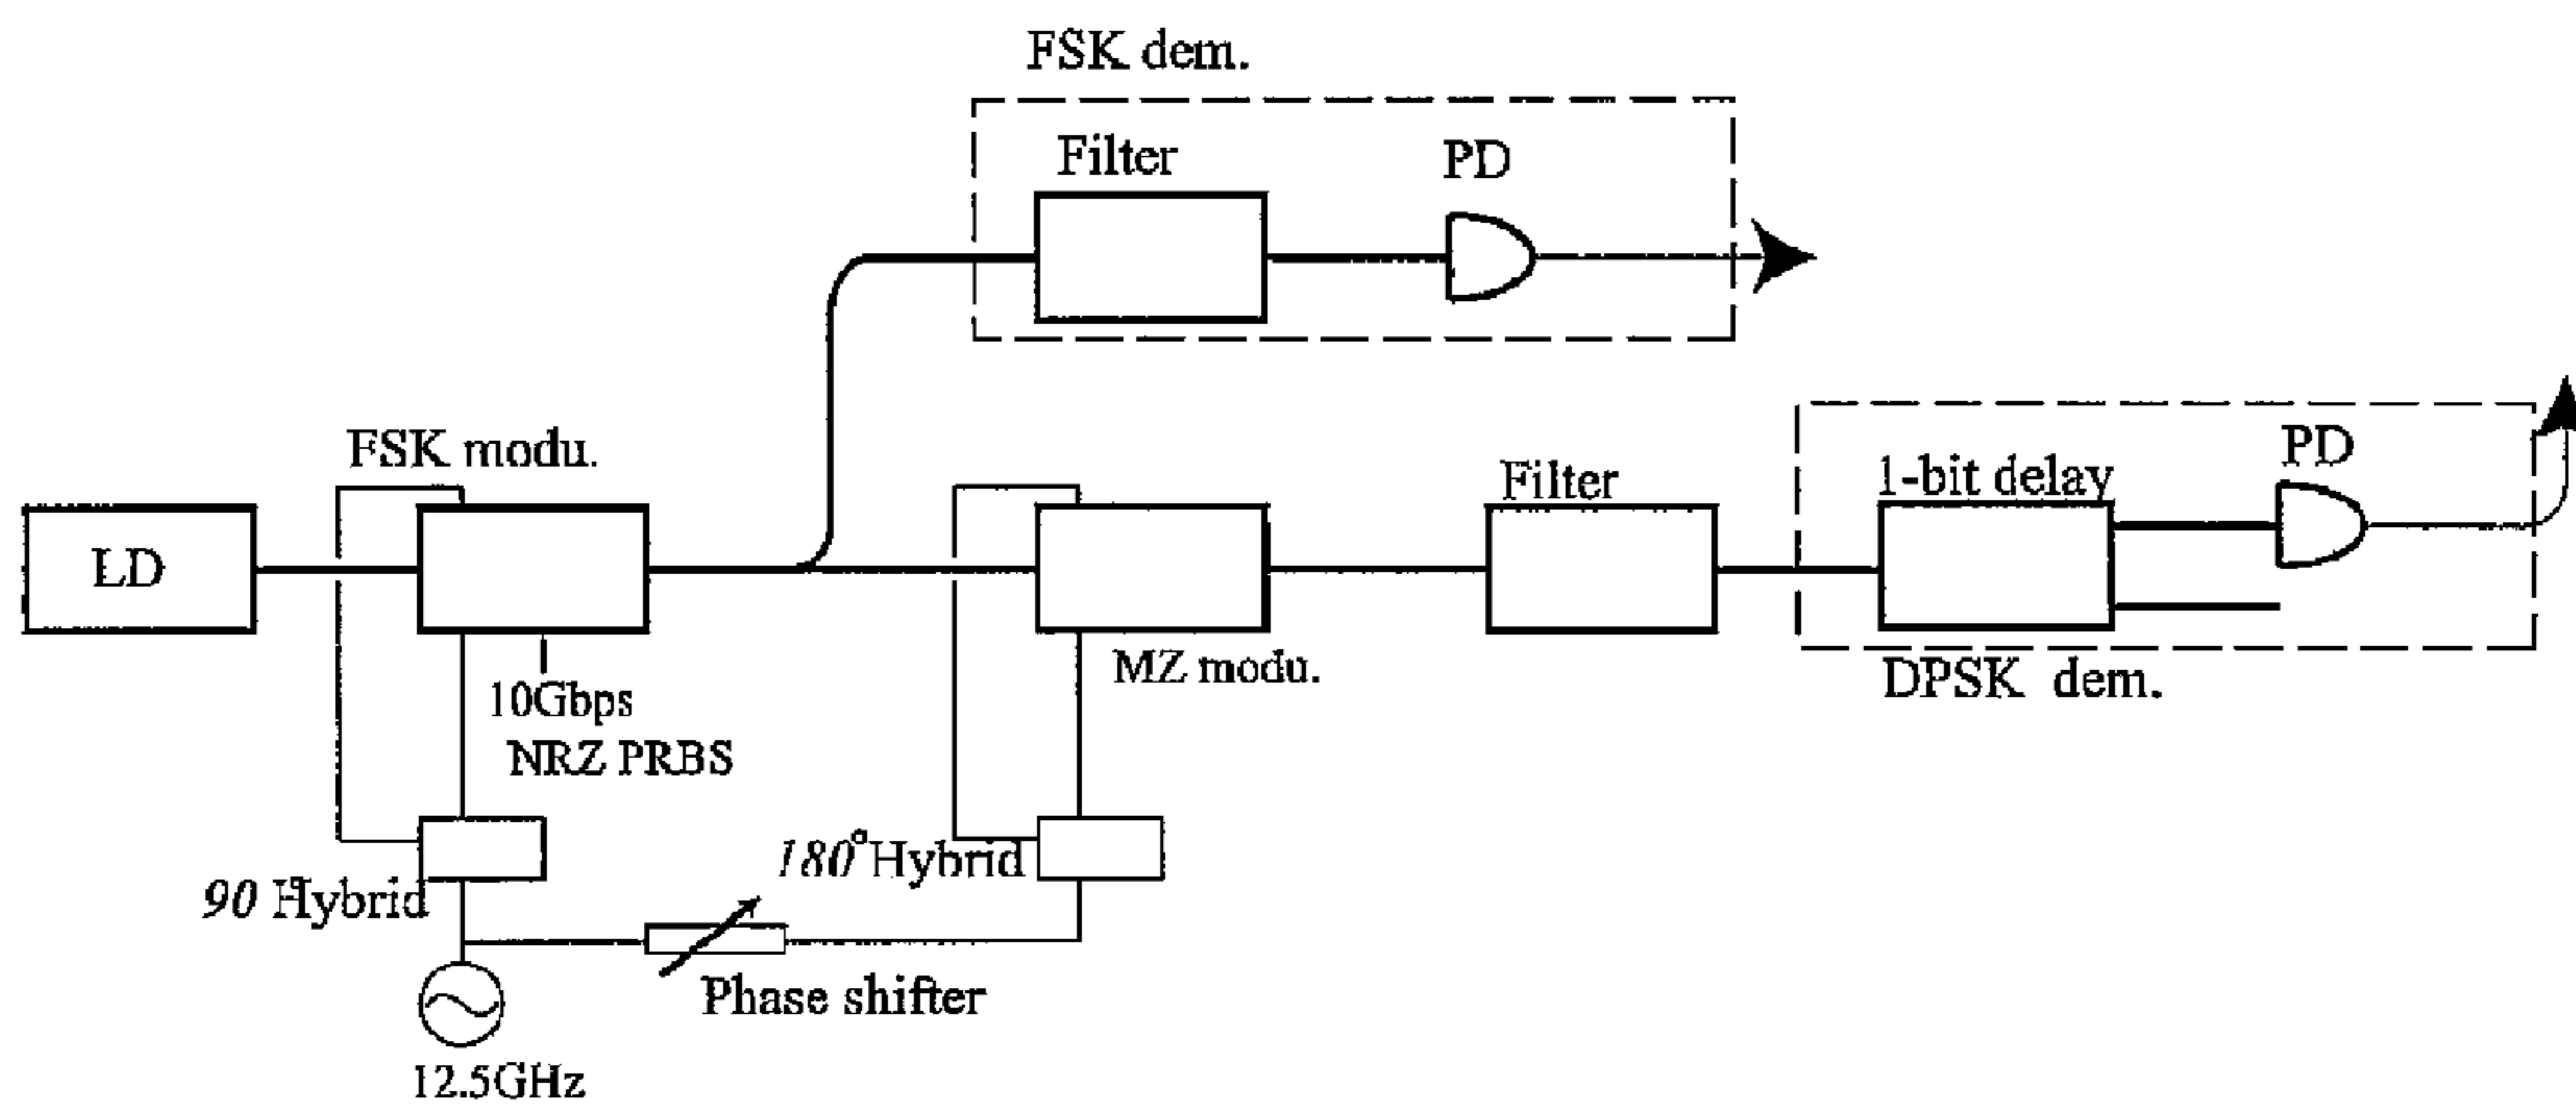 FSK dem.
Filter
PD
FSK modu.
LD
Filter
1-bit delay
PD
MZ modu.
DPSK dem.
10Gbps
NRZ PRBS
90 Hybrid
180°Hybrid
Phase shifter
12.5GHz